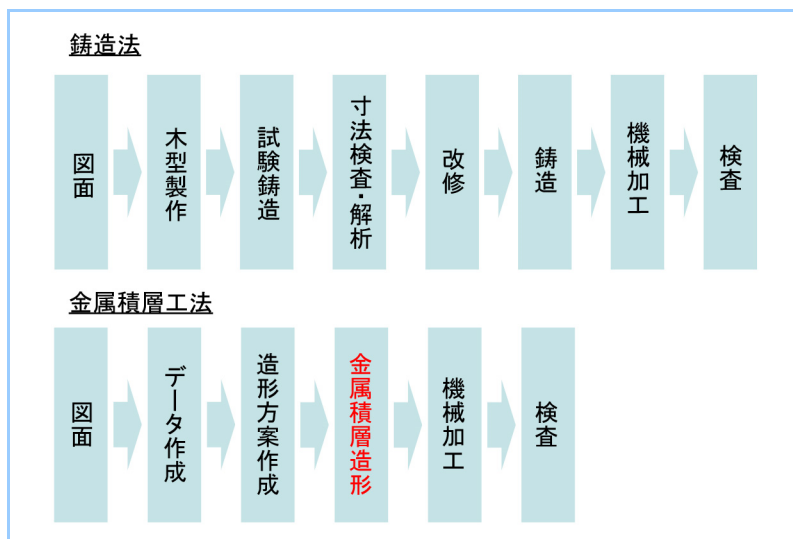 鋳造法
図面
木型製作
試験鋳造
寸法検査・解析
改修
鋳造
機械加工
検査
金属積層工法
図面
データ作成
造形方案作成
金属積層造形
機械加工
検査